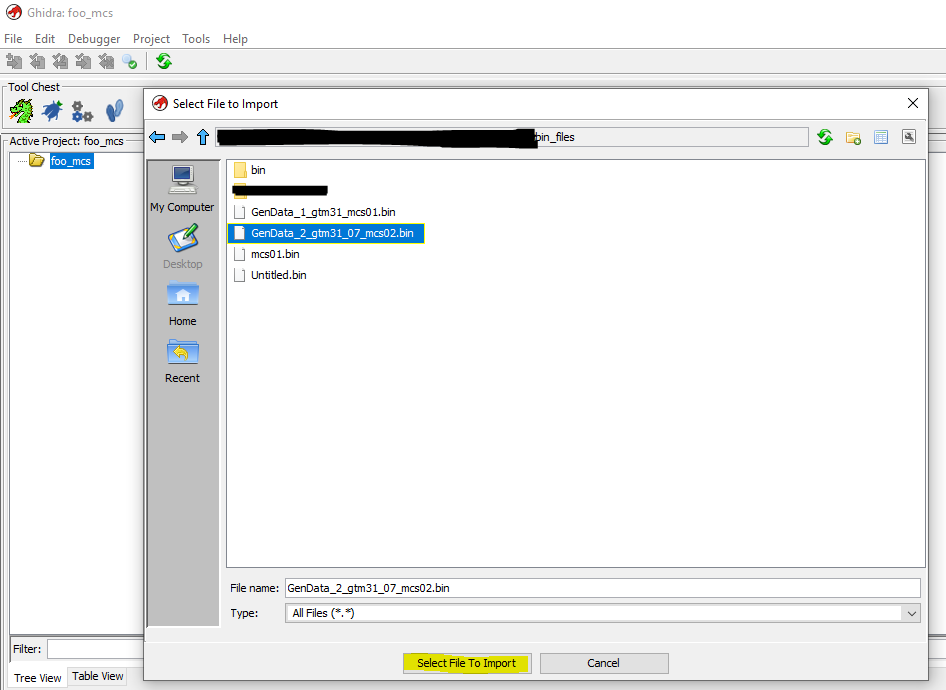 Ghidra: foo_mcs
File Edit Debugger Project Tools Help
Tool Chest
Active Project: foo_mcs
foo_mcs
Select File to Import
bin_files
My Computer
Desktop
Home
Recent
bin
GenData_1_gtm31_mcs01.bin
GenData_2_gtm31_07_mcs02.bin
mcs01.bin
Untitled.bin
File name: GenData_2_gtm31_07_mcs02.bin
Type: All Files (*.*)
Select File To Import Cancel
Filter:
Tree View Table View